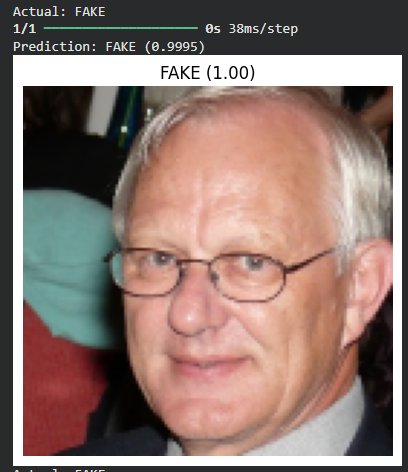 Actual: FAKE
1/1 ━━━━━━━━━━━━━━━━━━━━ 0s 38ms/step
Prediction: FAKE (0.9995)
FAKE (1.00)